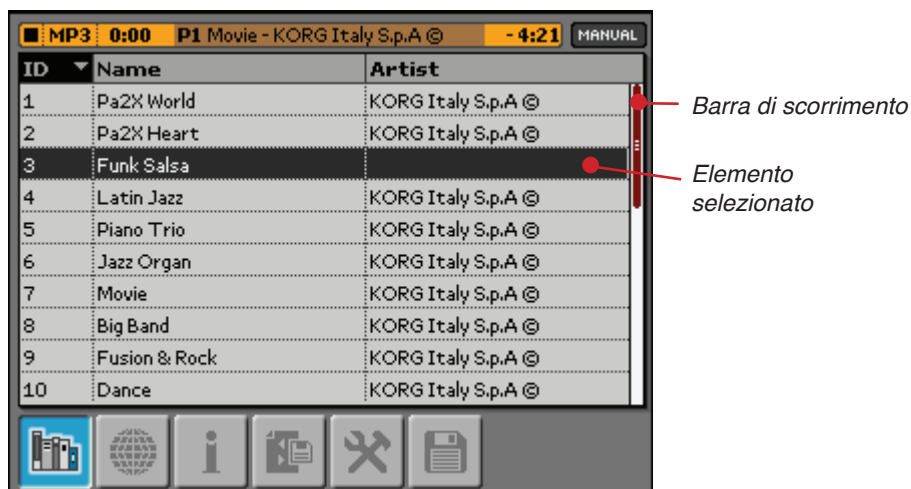 MP3 0:00 P1 Movie - KORG Italy S.p.A © - 4:21 MANUAL
ID Name Artist
1 Pa2X World KORG Italy S.p.A ©
2 Pa2X Heart KORG Italy S.p.A ©
3 Funk Salsa
4 Latin Jazz KORG Italy S.p.A ©
5 Piano Trio KORG Italy S.p.A ©
6 Jazz Organ KORG Italy S.p.A ©
7 Movie KORG Italy S.p.A ©
8 Big Band KORG Italy S.p.A ©
9 Fusion & Rock KORG Italy S.p.A ©
10 Dance KORG Italy S.p.A ©
Barra di scorrimento
Elemento
selezionato